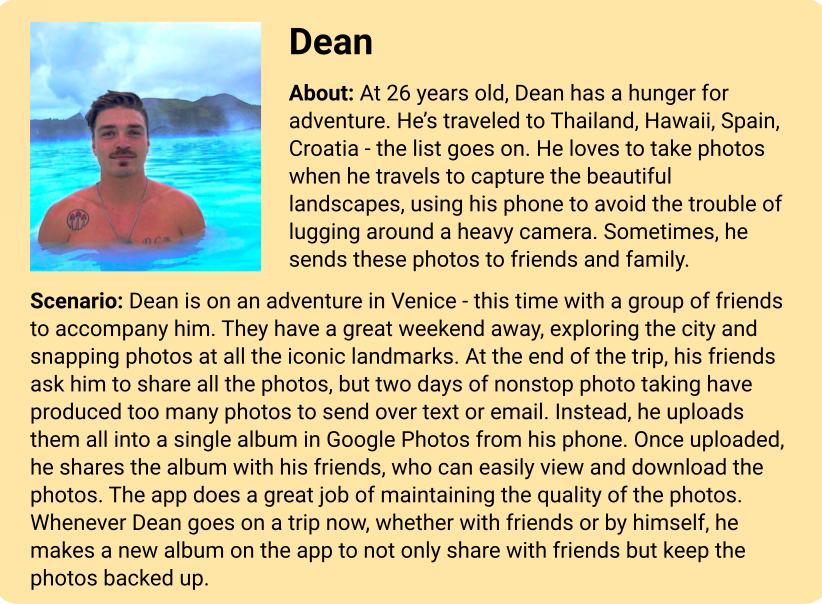 Dean
About: At 26 years old, Dean has a hunger for
adventure. He’s traveled to Thailand, Hawaii, Spain,
Croatia - the list goes on. He loves to take photos
when he travels to capture the beautiful
landscapes, using his phone to avoid the trouble of
lugging around a heavy camera. Sometimes, he
sends these photos to friends and family.
Scenario: Dean is on an adventure in Venice - this time with a group of friends
to accompany him. They have a great weekend away, exploring the city and
snapping photos at all the iconic landmarks. At the end of the trip, his friends
ask him to share all the photos, but two days of nonstop photo taking have
produced too many photos to send over text or email. Instead, he uploads
them all into a single album in Google Photos from his phone. Once uploaded,
he shares the album with his friends, who can easily view and download the
photos. The app does a great job of maintaining the quality of the photos.
Whenever Dean goes on a trip now, whether with friends or by himself, he
makes a new album on the app to not only share with friends but keep the
photos backed up.